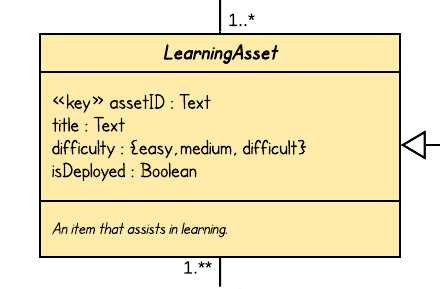 1..*
LearningAsset
«key» assetID : Text
title : Text
difficulty : {easy, medium, difficult}
isDeployed : Boolean
An item that assists in learning.
1.**